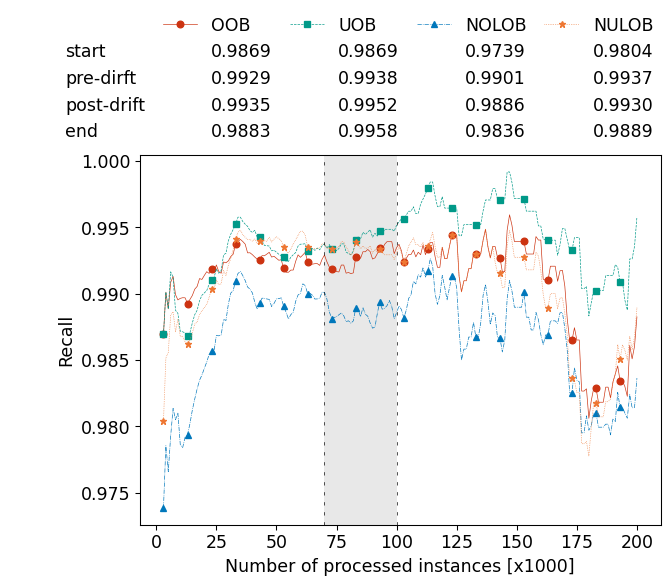 OOB UOB NOLOB NULOB
start 0.9869 0.9869 0.9739 0.9804
pre-dirft 0.9929 0.9938 0.9901 0.9937
post-drift 0.9935 0.9952 0.9886 0.9930
end 0.9883 0.9958 0.9836 0.9889
1.000
0.995
0.990
0.985
0.980
0.975
Recall
0 25 50 75 100 125 150 175 200
Number of processed instances [x1000]